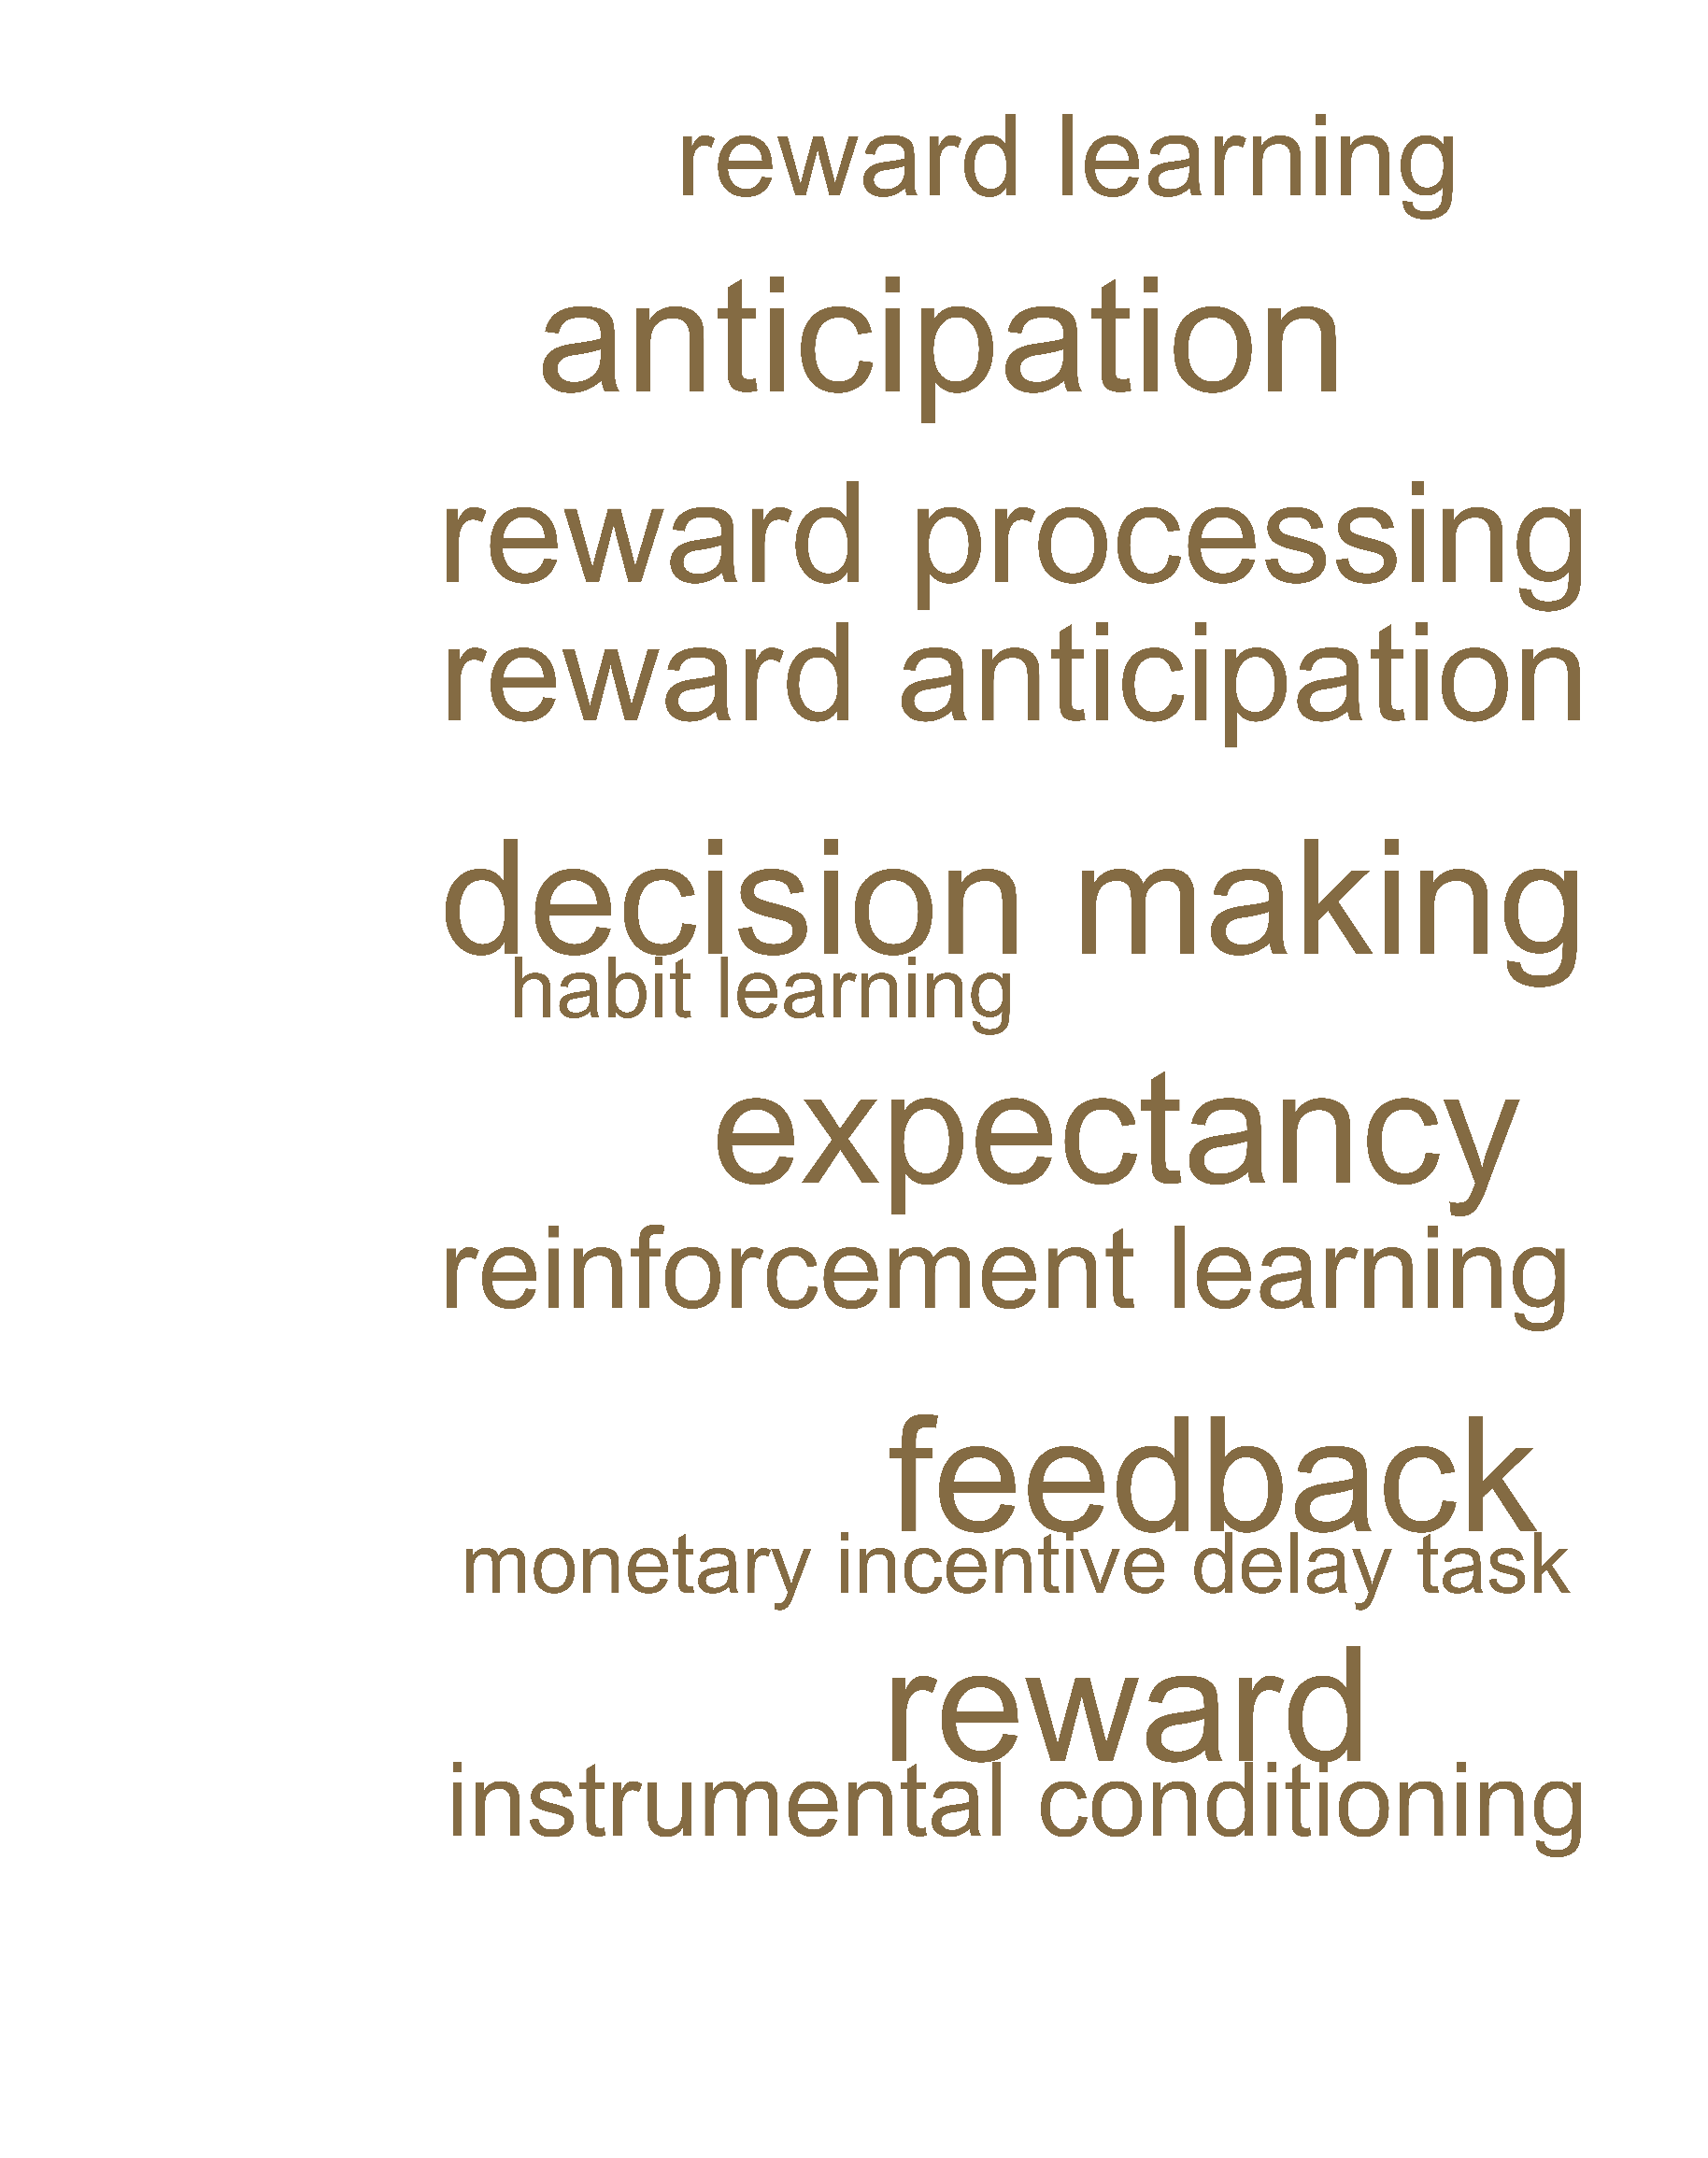 reward learning
anticipation
reward processing
reward anticipation
decision making
habit learning
expectancy
reinforcement learning
feedback
monetary incentive delay task
reward
instrumental conditioning